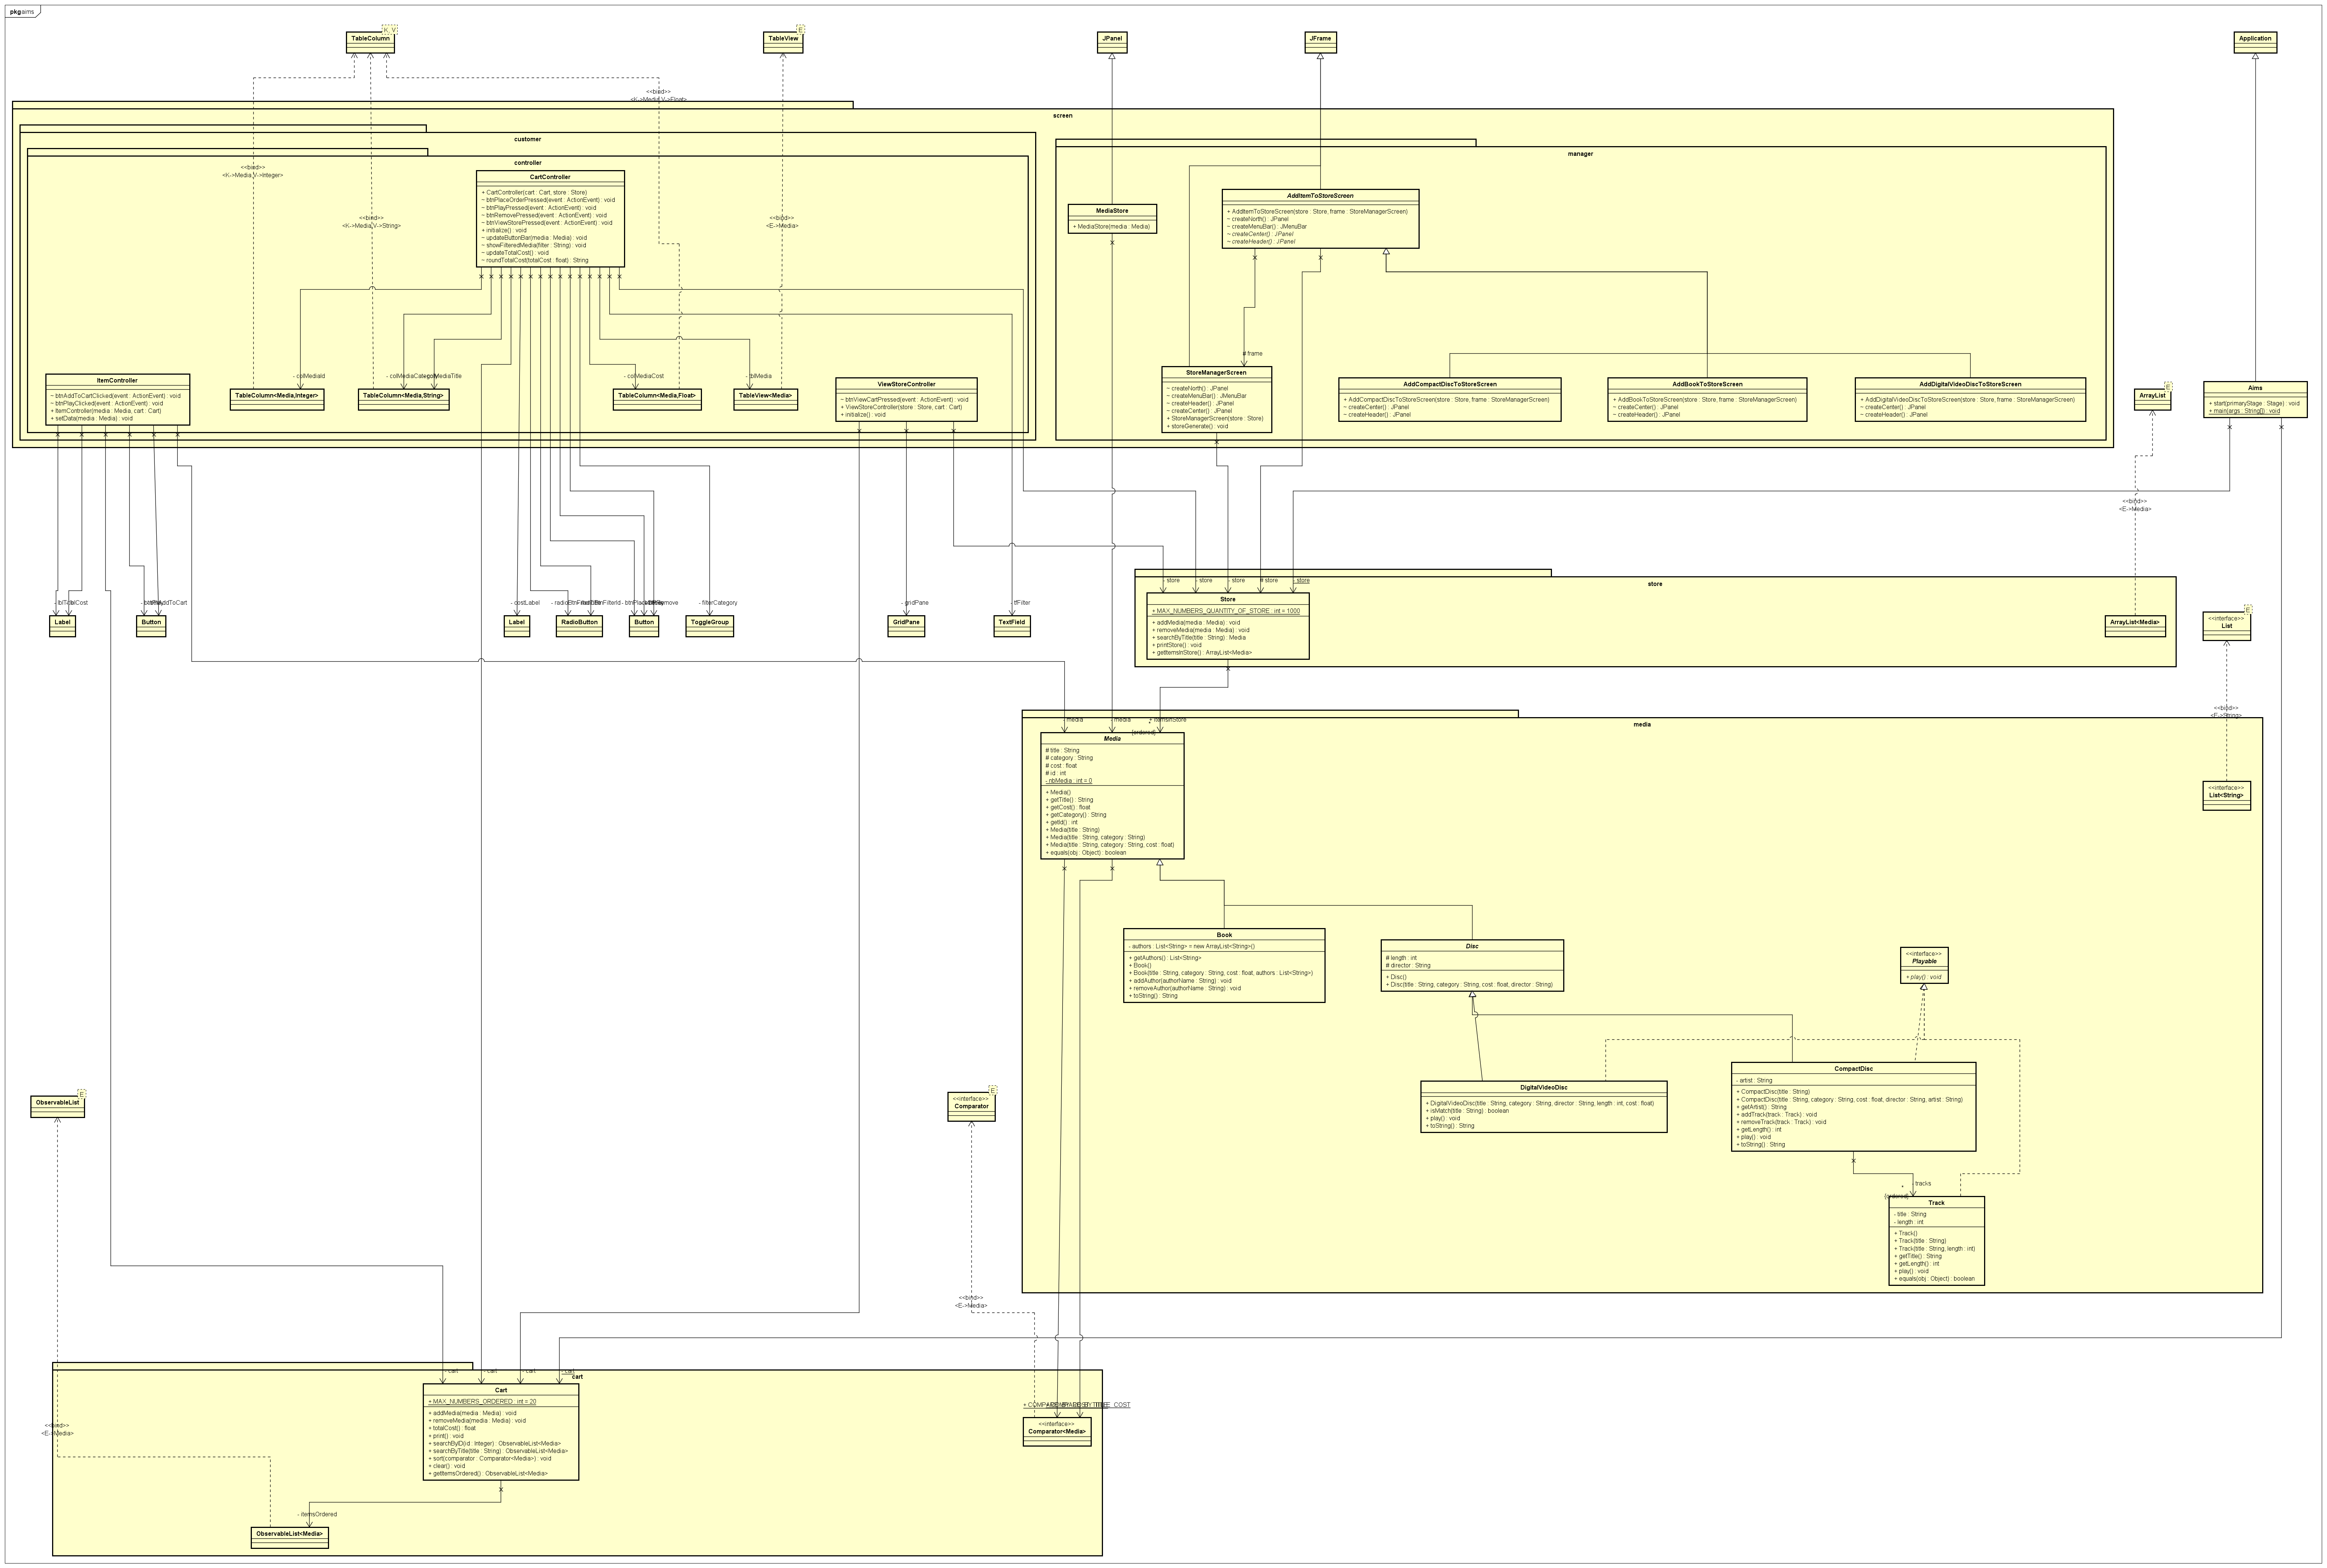 pkg aims
K, V
TableColumn
E
TableView
JPanel
JFrame
Application
<<bind>>
<K->Media,V->Float>
screen
customer
controller
manager
<<bind>>
<K->Media,V->Integer>
<<bind>>
<K->Media,V->String>
<<bind>>
<E->Media>
CartController
+ CartController(cart : Cart, store : Store)
~ btnPlaceOrderPressed(event : ActionEvent) : void
~ btnPlayPressed(event : ActionEvent) : void
~ btnRemovePressed(event : ActionEvent) : void
~ btnViewStorePressed(event : ActionEvent) : void
+ initialize() : void
~ updateButtonBar(media : Media) : void
~ showFilteredMedia(filter : String) : void
~ updateTotalCost() : void
~ roundTotalCost(totalCost : float) : String
MediaStore
+ MediaStore(media : Media)
AddItemToStoreScreen
+ AddItemToStoreScreen(store : Store, frame : StoreManagerScreen)
~ createNorth() : JPanel
~ createMenuBar() : JMenuBar
~ createCenter() : JPanel
~ createHeader() : JPanel
# frame
- colMediaId
- colMediaCategory
- colMediaTitle
- colMediaCost
- tblMedia
ItemController
~ btnAddToCartClicked(event : ActionEvent) : void
~ btnPlayClicked(event : ActionEvent) : void
+ ItemController(media : Media, cart : Cart)
+ setData(media : Media) : void
TableColumn<Media,Integer>
TableColumn<Media,String>
TableColumn<Media,Float>
TableView<Media>
ViewStoreController
~ btnViewCartPressed(event : ActionEvent) : void
+ ViewStoreController(store : Store, cart : Cart)
+ initialize() : void
StoreManagerScreen
~ createNorth() : JPanel
~ createMenuBar() : JMenuBar
~ createHeader() : JPanel
~ createCenter() : JPanel
+ StoreManagerScreen(store : Store)
+ storeGenerate() : void
AddCompactDiscToStoreScreen
+ AddCompactDiscToStoreScreen(store : Store, frame : StoreManagerScreen)
~ createCenter() : JPanel
~ createHeader() : JPanel
AddBookToStoreScreen
+ AddBookToStoreScreen(store : Store, frame : StoreManagerScreen)
~ createCenter() : JPanel
~ createHeader() : JPanel
AddDigitalVideoDiscToStoreScreen
+ AddDigitalVideoDiscToStoreScreen(store : Store, frame : StoreManagerScreen)
~ createCenter() : JPanel
~ createHeader() : JPanel
E
ArrayList
Aims
+ start(primaryStage : Stage) : void
+ main(args : String[]) : void
<<bind>>
<E->Media>
- store
- store
- store
# store
- store
store
Store
+ MAX_NUMBERS_QUANTITY_OF_STORE : int = 1000
+ addMedia(media : Media) : void
+ removeMedia(media : Media) : void
+ searchByTitle(title : String) : Media
+ printStore() : void
+ getItemsInStore() : ArrayList<Media>
ArrayList<Media>
- costLabel
- filterCategory
- gridPane
- tfFilter
Label
Button
Label
RadioButton
Button
ToggleGroup
GridPane
TextField
E
<<interface>>
List
<<bind>>
<E->String>
<<interface>>
List<String>
media
- media
- media
+ itemsInStore
*
{ordered}
Media
# title : String
# category : String
# cost : float
# id : int
- nbMedia : int = 0
+ Media()
+ getTitle() : String
+ getCost() : float
+ getCategory() : String
+ getId() : int
+ Media(title : String)
+ Media(title : String, category : String)
+ Media(title : String, category : String, cost : float)
+ equals(obj : Object) : boolean
Book
- authors : List<String> = new ArrayList<String>()
+ getAuthors() : List<String>
+ Book()
+ Book(title : String, category : String, cost : float, authors : List<String>)
+ addAuthor(authorName : String) : void
+ removeAuthor(authorName : String) : void
+ toString() : String
Disc
# length : int
# director : String
+ Disc()
+ Disc(title : String, category : String, cost : float, director : String)
<<interface>>
Playable
+ play() : void
DigitalVideoDisc
+ DigitalVideoDisc(title : String, category : String, director : String, length : int, cost : float)
+ isMatch(title : String) : boolean
+ play() : void
+ toString() : String
CompactDisc
- artist : String
+ CompactDisc(title : String)
+ CompactDisc(title : String, category : String, cost : float, director : String, artist : String)
+ getArtist() : String
+ addTrack(track : Track) : void
+ removeTrack(track : Track) : void
+ getLength() : int
+ play() : void
+ toString() : String
- tracks
*
{ordered}
Track
- title : String
- length : int
+ Track()
+ Track(title : String)
+ Track(title : String, length : int)
+ getTitle() : String
+ getLength() : int
+ play() : void
+ equals(obj : Object) : boolean
E
ObservableList
E
<<interface>>
Comparator
<<bind>>
<E->Media>
- cart
- cart
- cart
- cart
cart
Cart
+ MAX_NUMBERS_ORDERED : int = 20
+ addMedia(media : Media) : void
+ removeMedia(media : Media) : void
+ totalCost() : float
+ print() : void
+ searchByID(id : Integer) : ObservableList<Media>
+ searchByTitle(title : String) : ObservableList<Media>
+ sort(comparator : Comparator<Media>) : void
+ clear() : void
+ getItemsOrdered() : ObservableList<Media>
<<bind>>
<E->Media>
<<interface>>
Comparator<Media>
- itemsOrdered
ObservableList<Media>